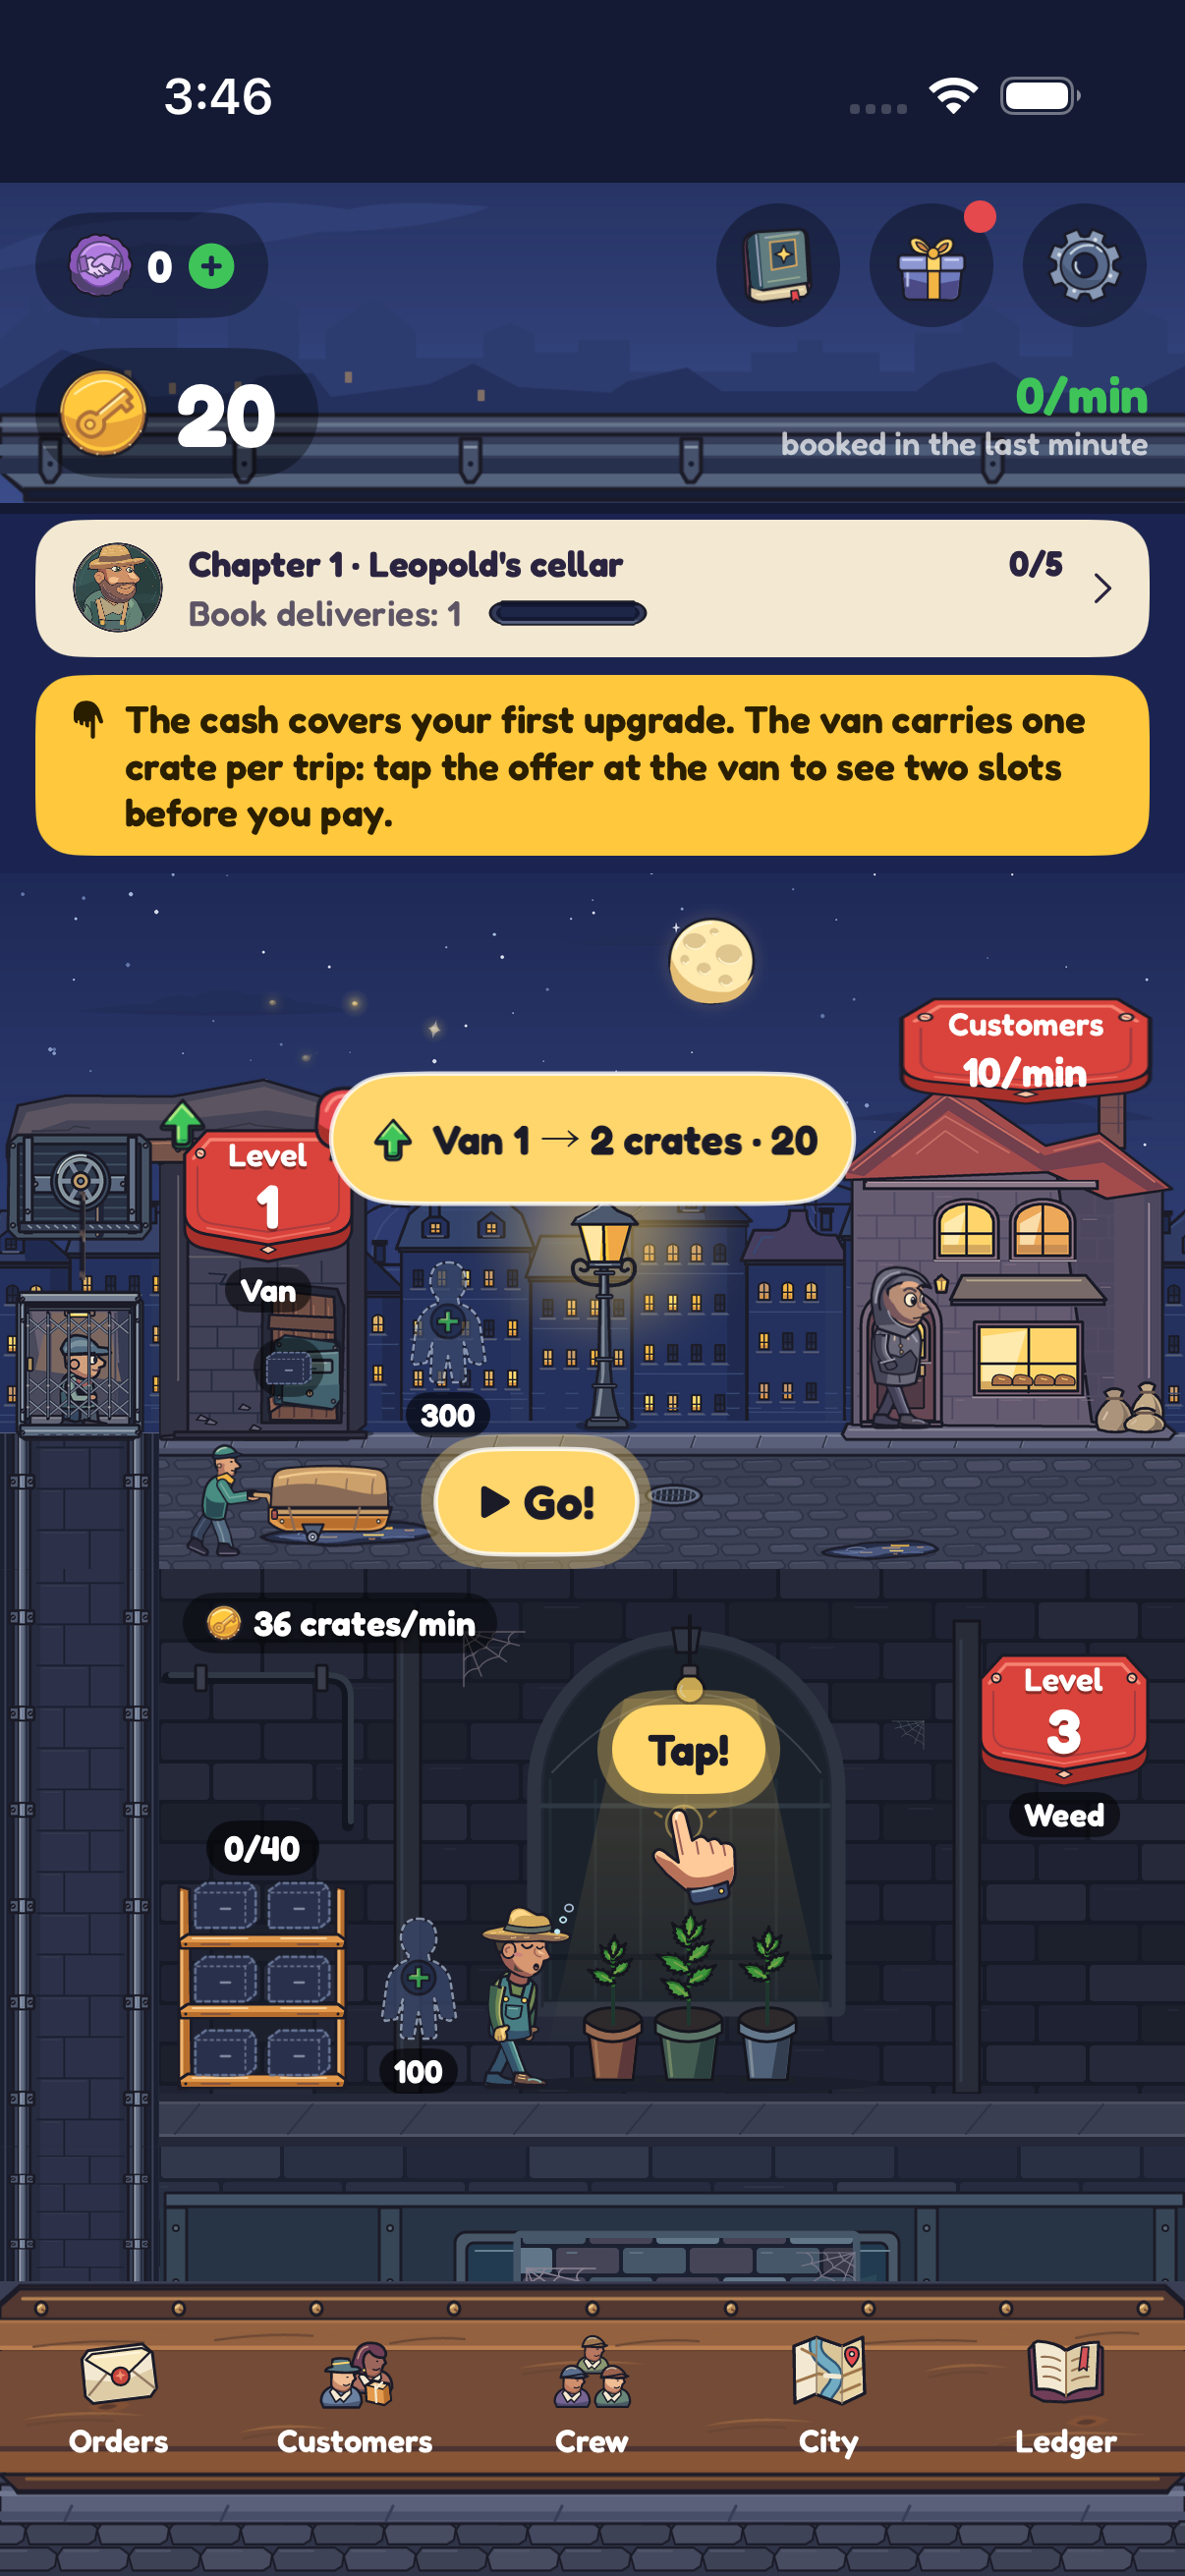 3:46
0
20
0/min
booked in the last minute
Chapter 1 · Leopold's cellar
0/5
Book deliveries: 1
The cash covers your first upgrade. The van carries one
crate per trip: tap the offer at the van to see two slots
before you pay.
Customers
10/min
Van 1 → 2 crates · 20
Level
1
Van
300
Go!
36 crates/min
Tap!
Level
3
Weed
0/40
100
Orders
Customers
Crew
City
Ledger